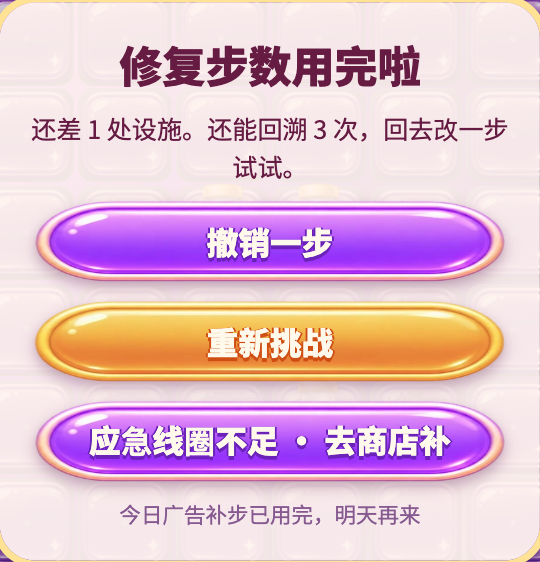 修复步数用完啦
还差 1 处设施。还能回溯 3 次，回去改一步
试试。
撤销一步
重新挑战
应急线圈不足 · 去商店补
今日广告补步已用完，明天再来